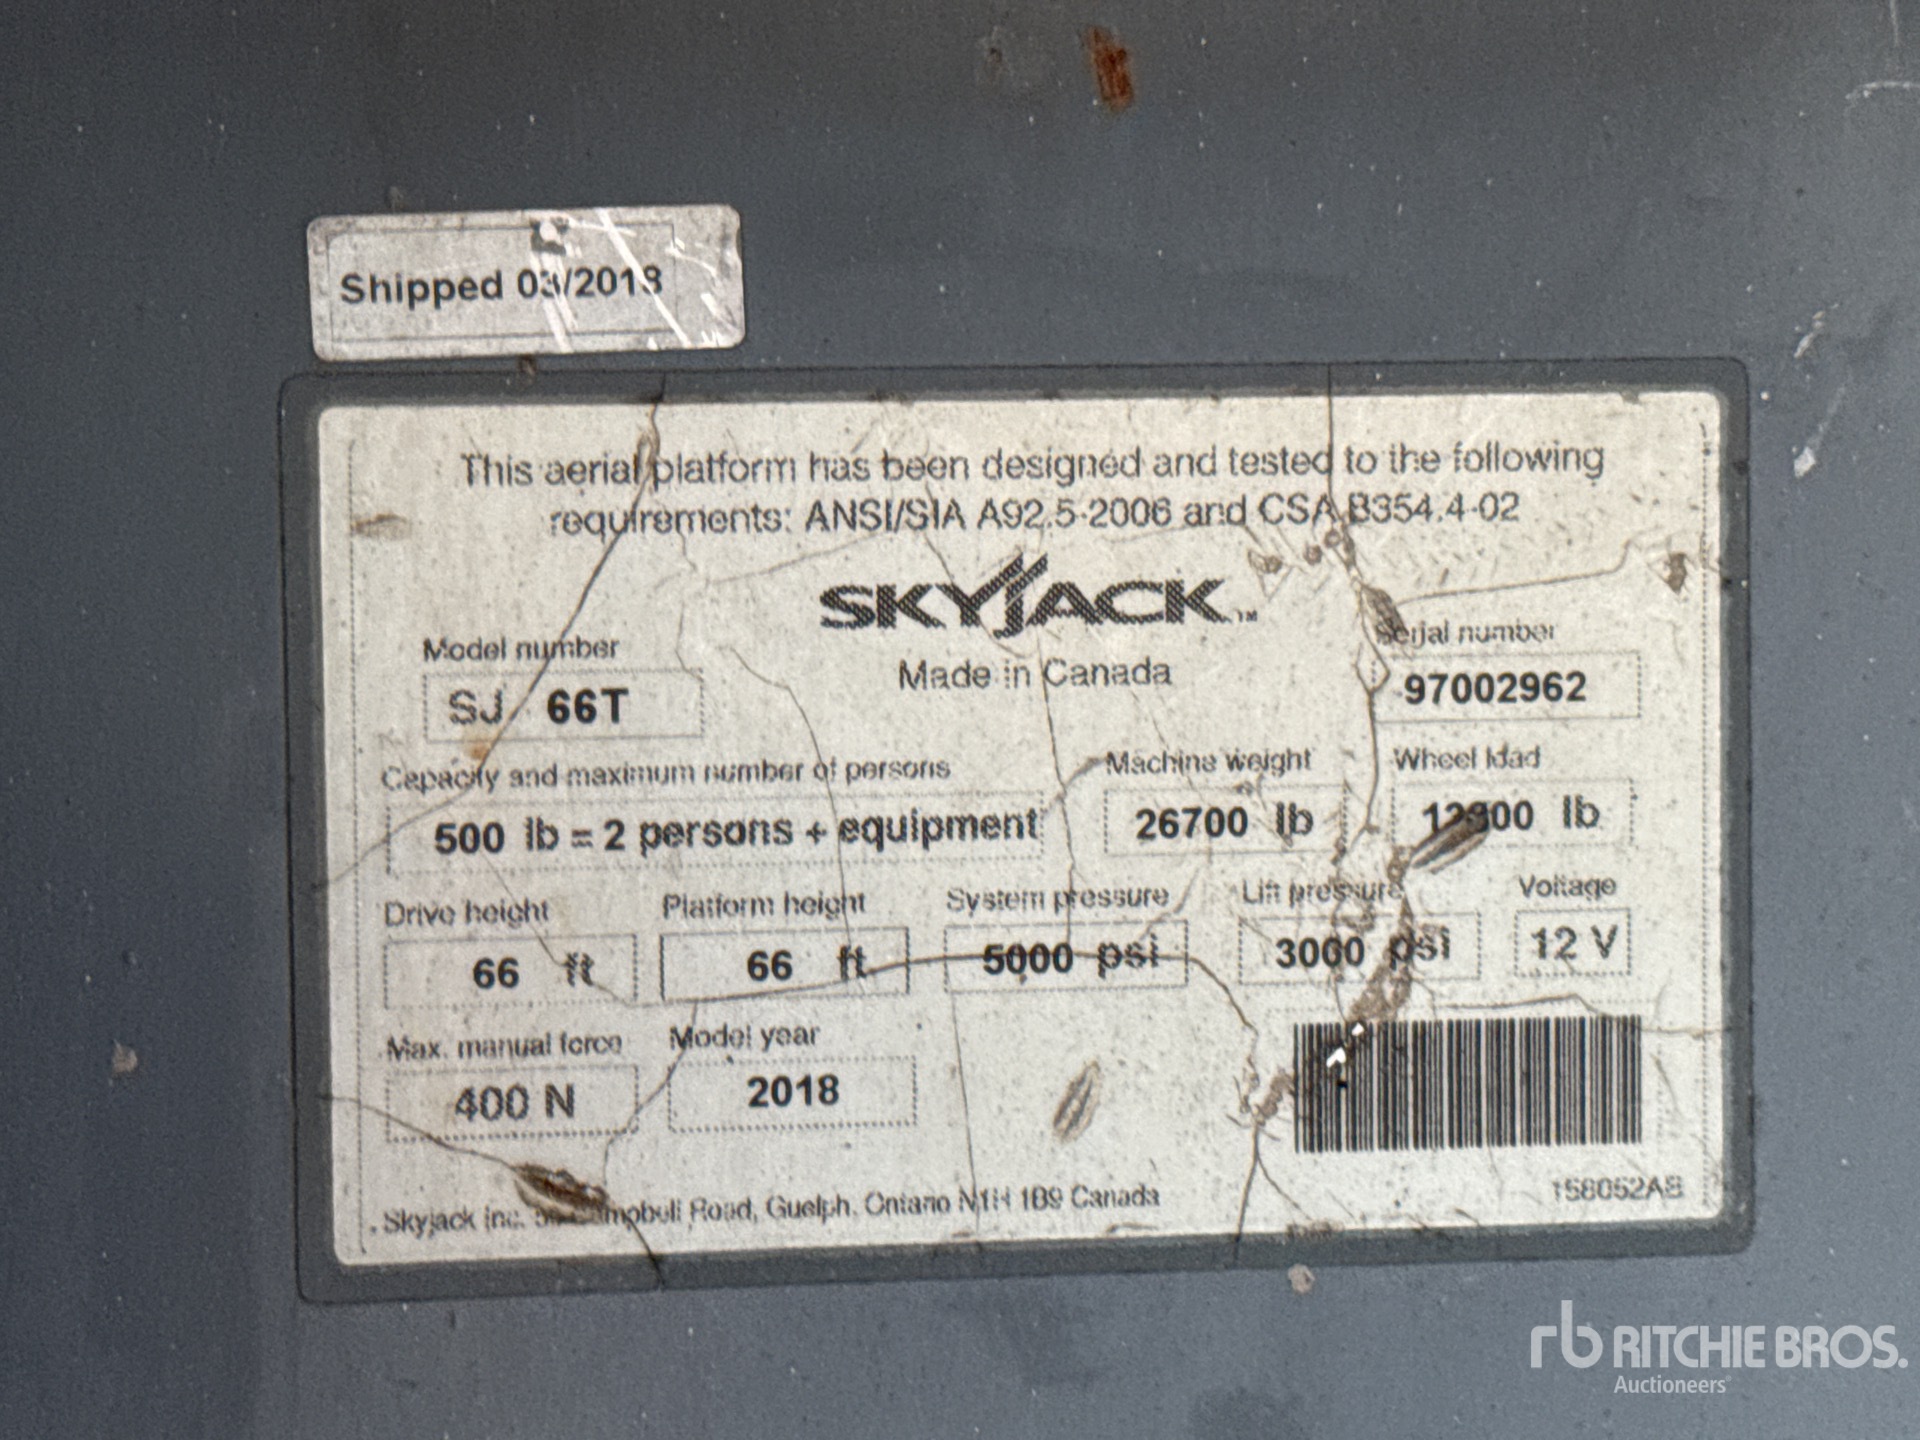 Shipped 03/2018
This aerial platform has been designed and tested to the following
requirements: ANSI/SIA A92.5-2006 and CSA B354.4-02
SKYJACK™
Made in Canada
Model number
SJ 66T
Serial number
97002962
Capacity and maximum number of persons
500 lb = 2 persons + equipment
Machine weight
26700 lb
Wheel load
lb
Drive height
66 ft
Platform height
66 ft
System pressure
5000 psi
Lift pressure
3000 psi
Voltage
12 V
Max. manual force
400 N
Model year
2018
158052AB
Skyjack Inc. Campbell Road, Guelph, Ontario N1H 1B9 Canada
rb RITCHIE BROS.
Auctioneers